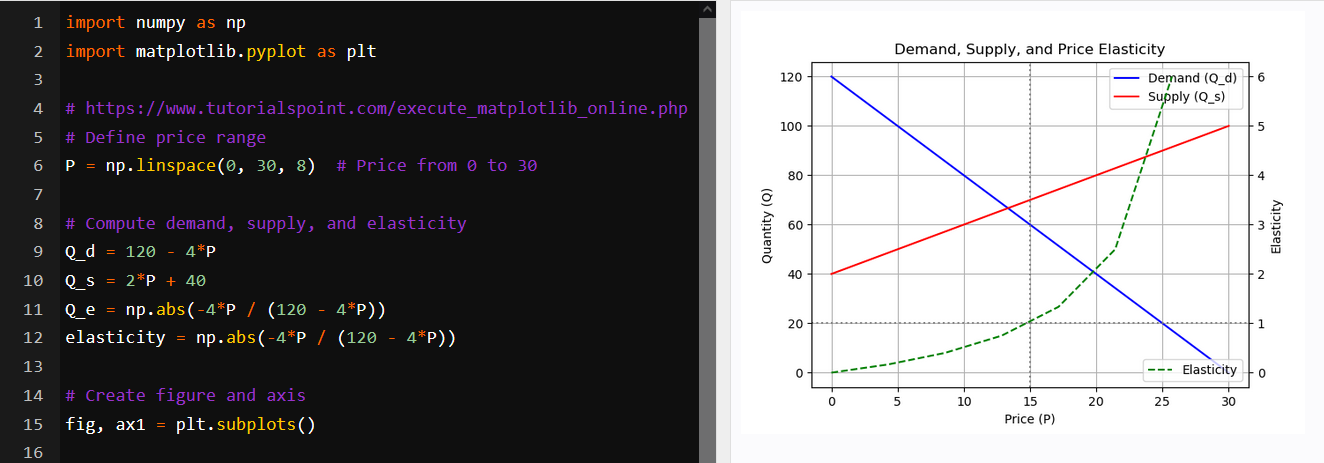 1 import numpy as np
2 import matplotlib.pyplot as plt
3
4 # https://www.tutorialspoint.com/execute_matplotlib_online.php
5 # Define price range
6 P = np.linspace(0, 30, 8)  # Price from 0 to 30
7
8 # Compute demand, supply, and elasticity
9 Q_d = 120 - 4*P
10 Q_s = 2*P + 40
11 Q_e = np.abs(-4*P / (120 - 4*P))
12 elasticity = np.abs(-4*P / (120 - 4*P))
13
14 # Create figure and axis
15 fig, ax1 = plt.subplots()
16
Demand, Supply, and Price Elasticity
Demand (Q_d)
Supply (Q_s)
Elasticity
Quantity (Q)
120
100
80
60
40
20
0
6
5
4
3
2
1
0
Elasticity
0 5 10 15 20 25 30
Price (P)